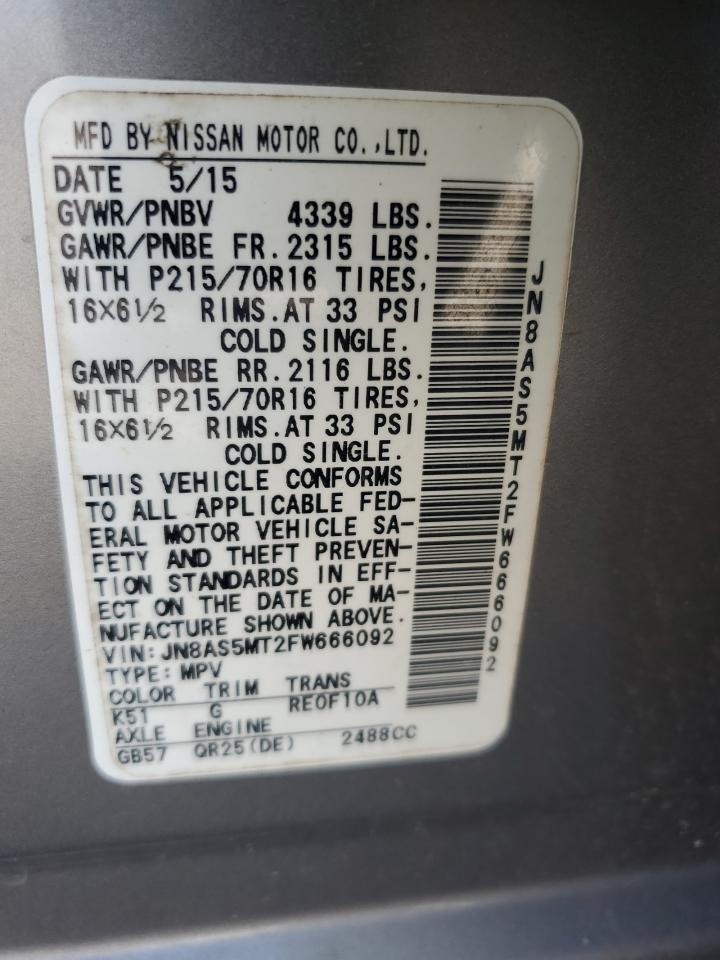 MFD BY NISSAN MOTOR CO.,LTD.
DATE 5/15
GVWR/PNBV 4339 LBS.
GAWR/PNBE FR.2315 LBS.
WITH P215/70R16 TIRES,
16X6½ RIMS.AT 33 PSI
COLD SINGLE.
GAWR/PNBE RR.2116 LBS.
WITH P215/70R16 TIRES,
16X6½ RIMS.AT 33 PSI
COLD SINGLE.
THIS VEHICLE CONFORMS
TO ALL APPLICABLE FED-
ERAL MOTOR VEHICLE SA-
FETY AND THEFT PREVEN-
TION STANDARDS IN EFF-
ECT ON THE DATE OF MA-
NUFACTURE SHOWN ABOVE.
VIN:JN8AS5MT2FW666092
TYPE:MPV
COLOR TRIM TRANS
K51 G RE0F10A
AXLE ENGINE
GB57 QR25(DE) 2488CC
JN8AS5MT2FW666092